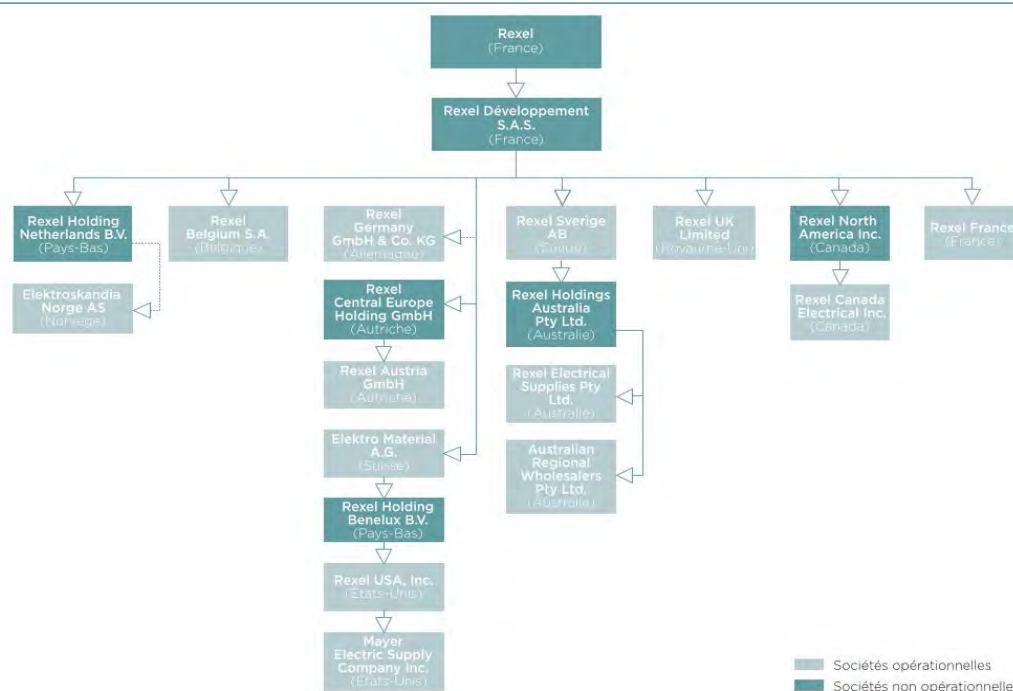 Rexel
(France)
Rexel Développement
S.A.S.
(France)
Rexel Holding
Netherlands B.V.
(Pays-Bas)
Rexel
Belgium S.A.
(Belgique)
Rexel
Germany
GmbH & Co. KG
(Allemagne)
Rexel Sverige
AB
(Suède)
Rexel UK
Limited
(Royaume-Uni)
Rexel North
America Inc.
(Canada)
Rexel France
(France)
Elektroskandia
Norge AS
(Norvège)
Rexel
Central Europe
Holding GmbH
(Autriche)
Rexel Holdings
Australia
Pty Ltd.
(Australie)
Rexel Canada
Electrical Inc.
(Canada)
Rexel Austria
GmbH
(Autriche)
Rexel Electrical
Supplies Pty
Ltd.
(Australie)
Elektro Material
A.G.
(Suisse)
Australian
Regional
Wholesalers
Pty Ltd.
(Australie)
Rexel Holding
Benelux B.V.
(Pays-Bas)
Rexel USA, Inc.
(États-Unis)
Mayer
Electric Supply
Company Inc.
(États-Unis)
Sociétés opérationnelles
Sociétés non opérationnelle